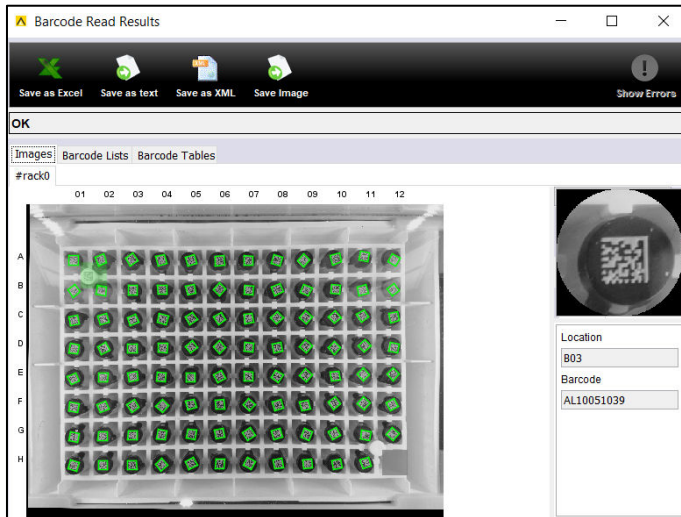 Barcode Read Results
Save as Excel Save as text Save as XML Save Image Show Errors
OK
Images Barcode Lists Barcode Tables
#rack0
01 02 03 04 05 06 07 08 09 10 11 12
A
B
C
D
E
F
G
H
Location
B03
Barcode
AL10051039